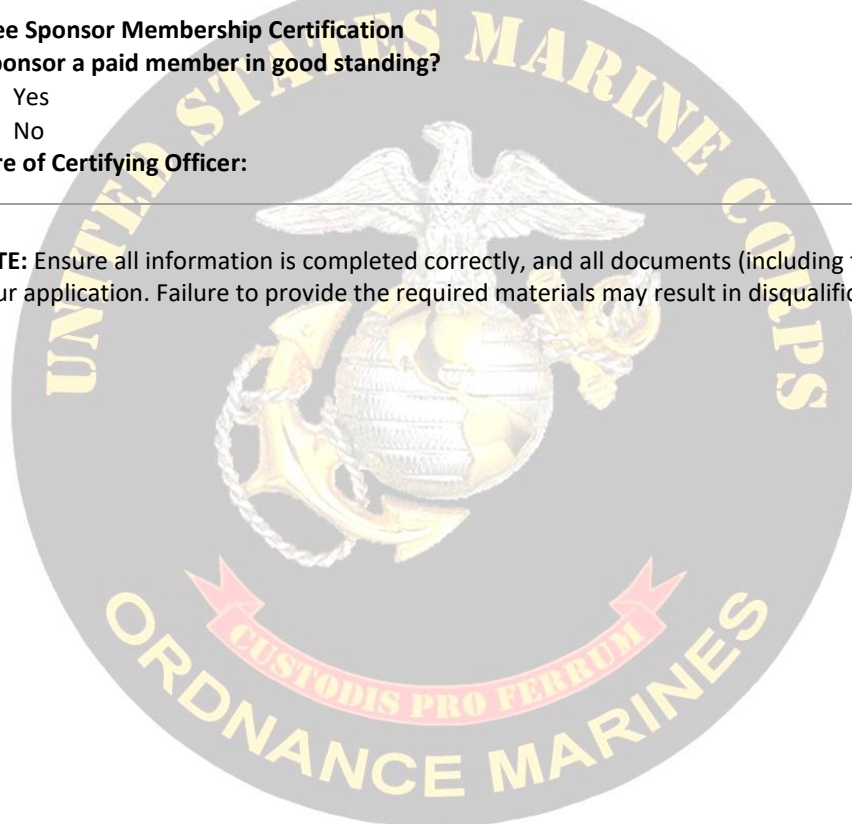 ee Sponsor Membership Certification
ponsor a paid member in good standing?
Yes
No
re of Certifying Officer:
TE: Ensure all information is completed correctly, and all documents (including
ur application. Failure to provide the required materials may result in disqualific
UNITED STATES MARINE CORPS
CUSTODIS PRO FERRUM
ORDNANCE MARINES